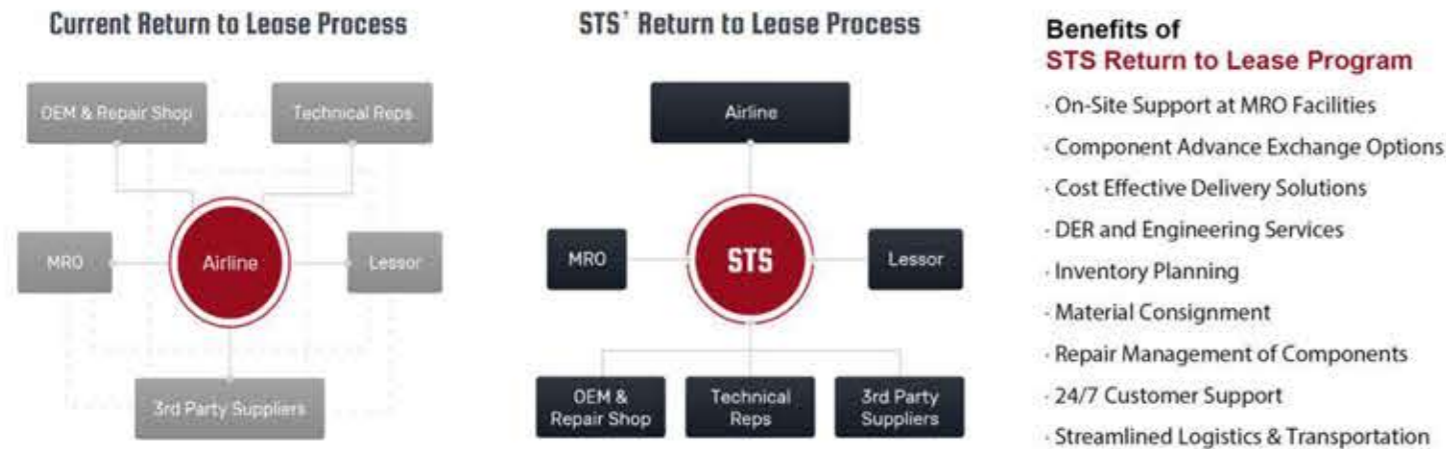 Current Return to Lease Process
OEM & Repair Shop
Technical Reps
MRO
Airline
Lessor
3rd Party Suppliers
STS' Return to Lease Process
Airline
MRO
STS
Lessor
OEM &
Repair Shop
Technical
Reps
3rd Party
Suppliers
Benefits of
STS Return to Lease Program
· On-Site Support at MRO Facilities
· Component Advance Exchange Options
· Cost Effective Delivery Solutions
· DER and Engineering Services
· Inventory Planning
· Material Consignment
· Repair Management of Components
· 24/7 Customer Support
· Streamlined Logistics & Transportation